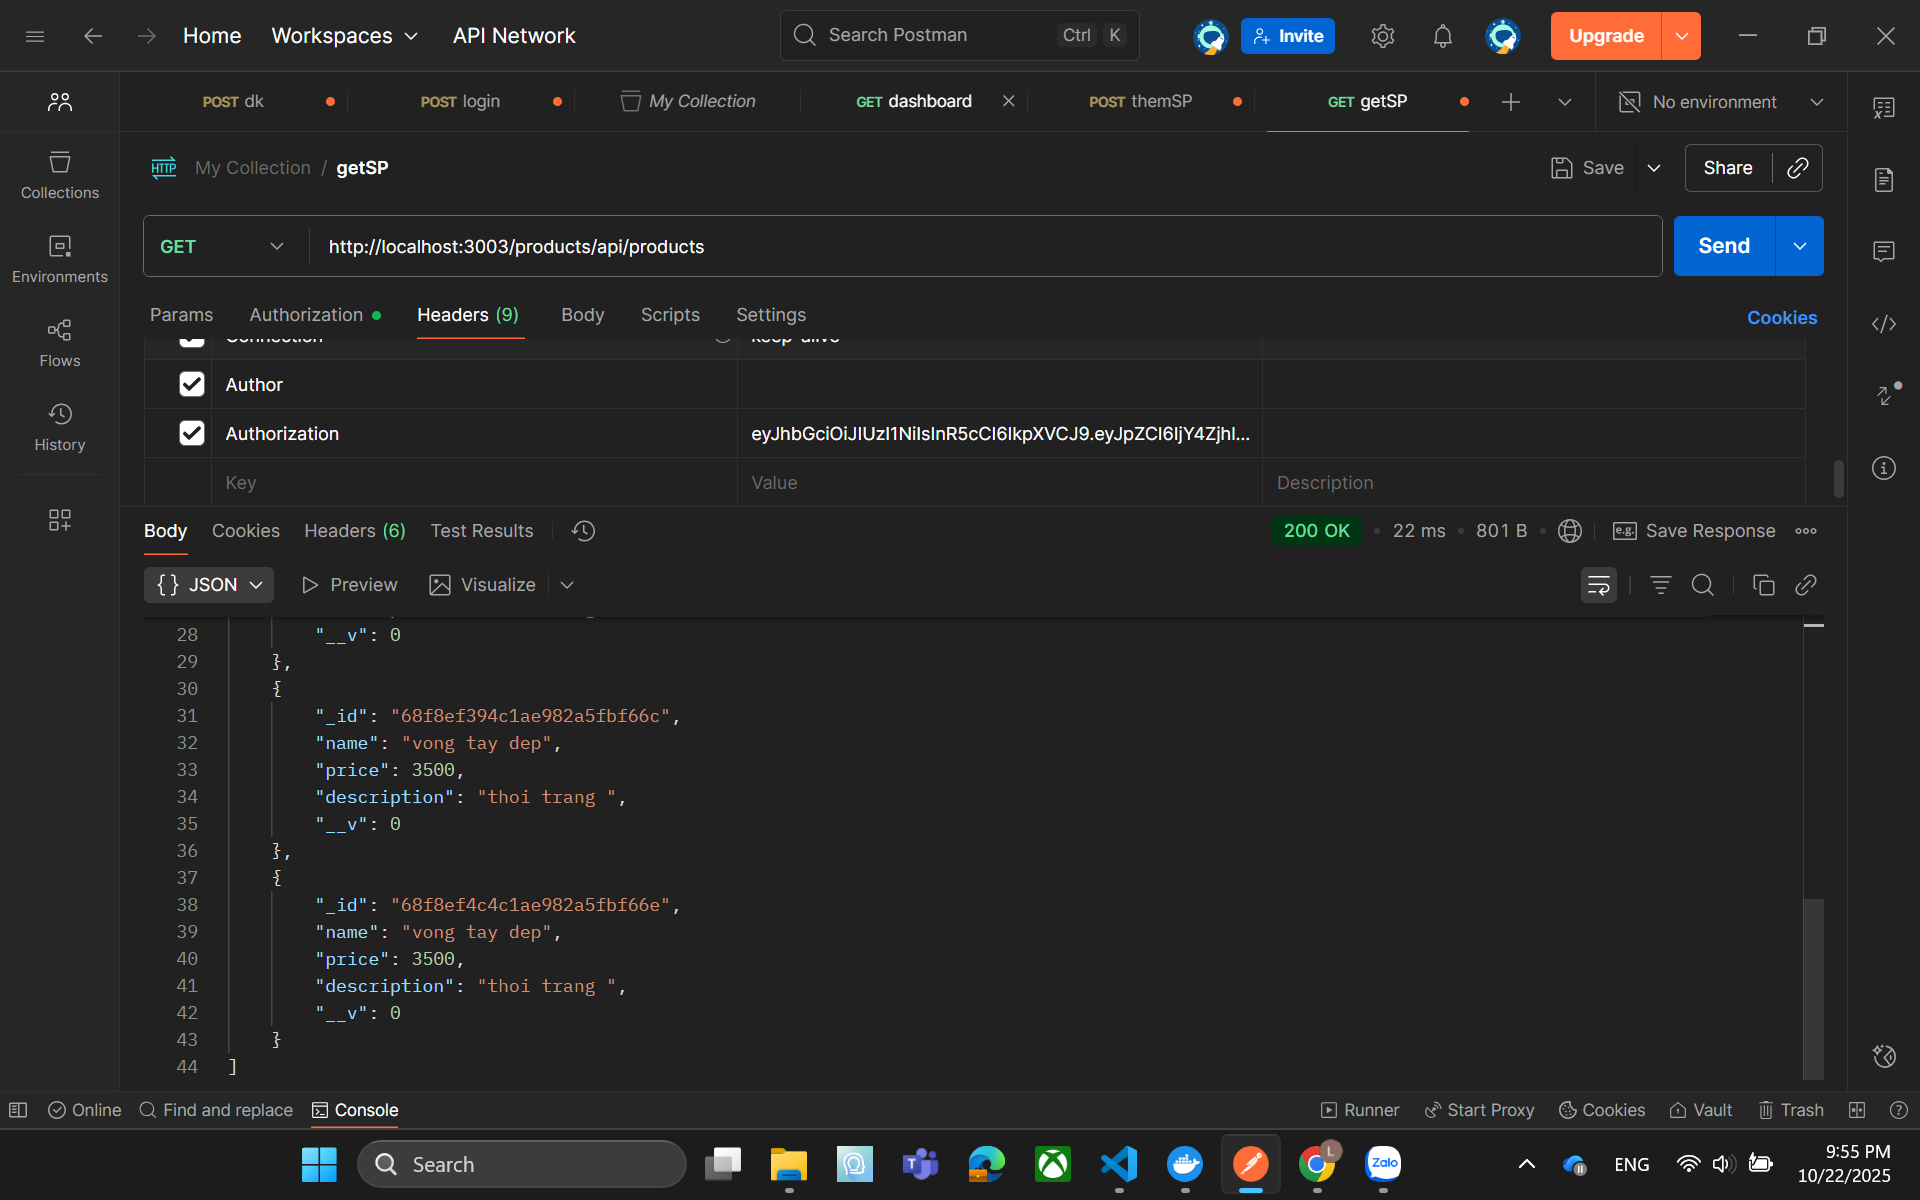 Home
Workspaces
API Network
Search Postman
Ctrl
K
Invite
Upgrade
POST dk
POST login
My Collection
GET dashboard
POST themSP
GET getSP
No environment
HTTP
My Collection / getSP
Save
Share
Collections
Environments
Flows
History
GET
http://localhost:3003/products/api/products
Send
Params
Authorization
Headers (9)
Body
Scripts
Settings
Cookies
Connection
keep-alive
Author
Authorization
Key
Value
Description
Body
Cookies
Headers (6)
Test Results
200 OK
22 ms
801 B
e.g.
Save Response
{} JSON
Preview
Visualize
28 "__v": 0
29 },
30 {
31 "_id": "68f8ef394c1ae982a5fbf66c",
32 "name": "vong tay dep",
33 "price": 3500,
34 "description": "thoi trang ",
35 "__v": 0
36 },
37 {
38 "_id": "68f8ef4c4c1ae982a5fbf66e",
39 "name": "vong tay dep",
40 "price": 3500,
41 "description": "thoi trang ",
42 "__v": 0
43 }
44 ]
Online
Find and replace
Console
Runner
Start Proxy
Cookies
Vault
Trash
Search
L
Zalo
ENG
9:55 PM
10/22/2025